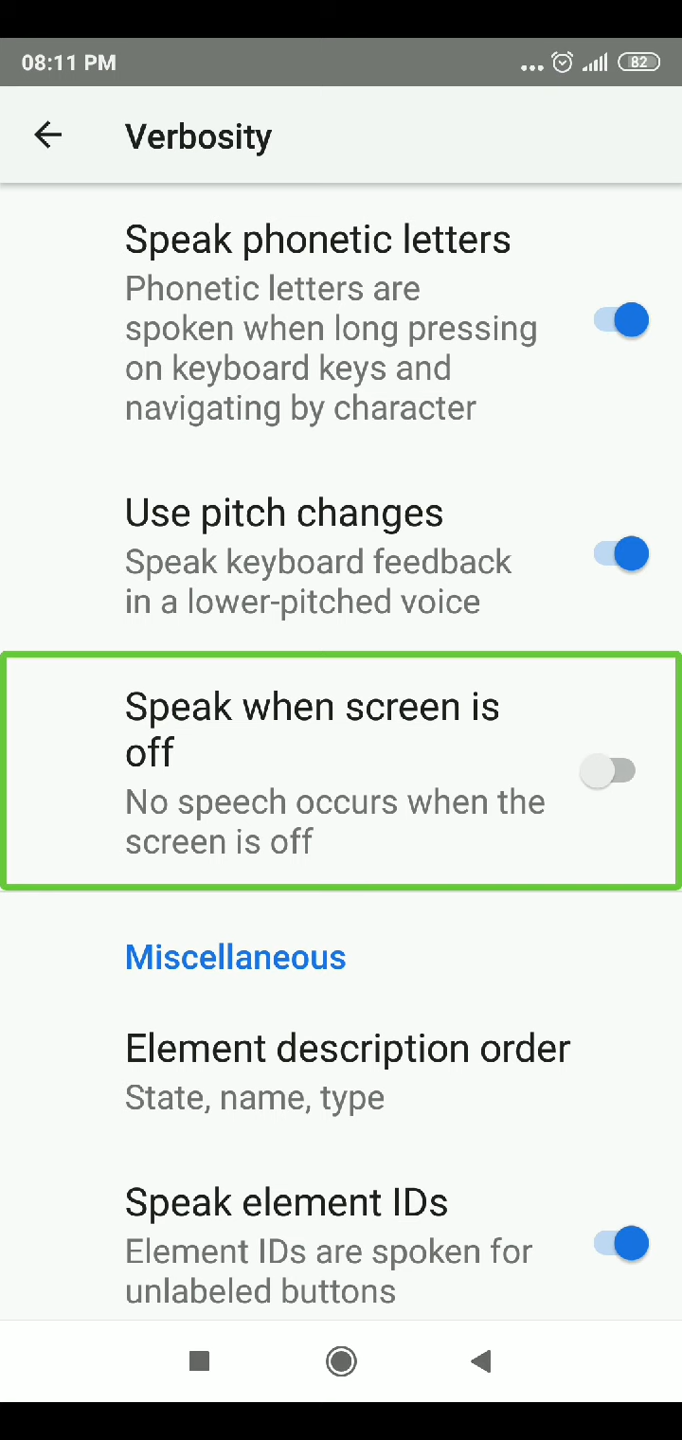 08:11 PM ... 82
Verbosity
Speak phonetic letters
Phonetic letters are
spoken when long pressing
on keyboard keys and
navigating by character
Use pitch changes
Speak keyboard feedback
in a lower-pitched voice
Speak when screen is
off
No speech occurs when the
screen is off
Miscellaneous
Element description order
State, name, type
Speak element IDs
Element IDs are spoken for
unlabeled buttons